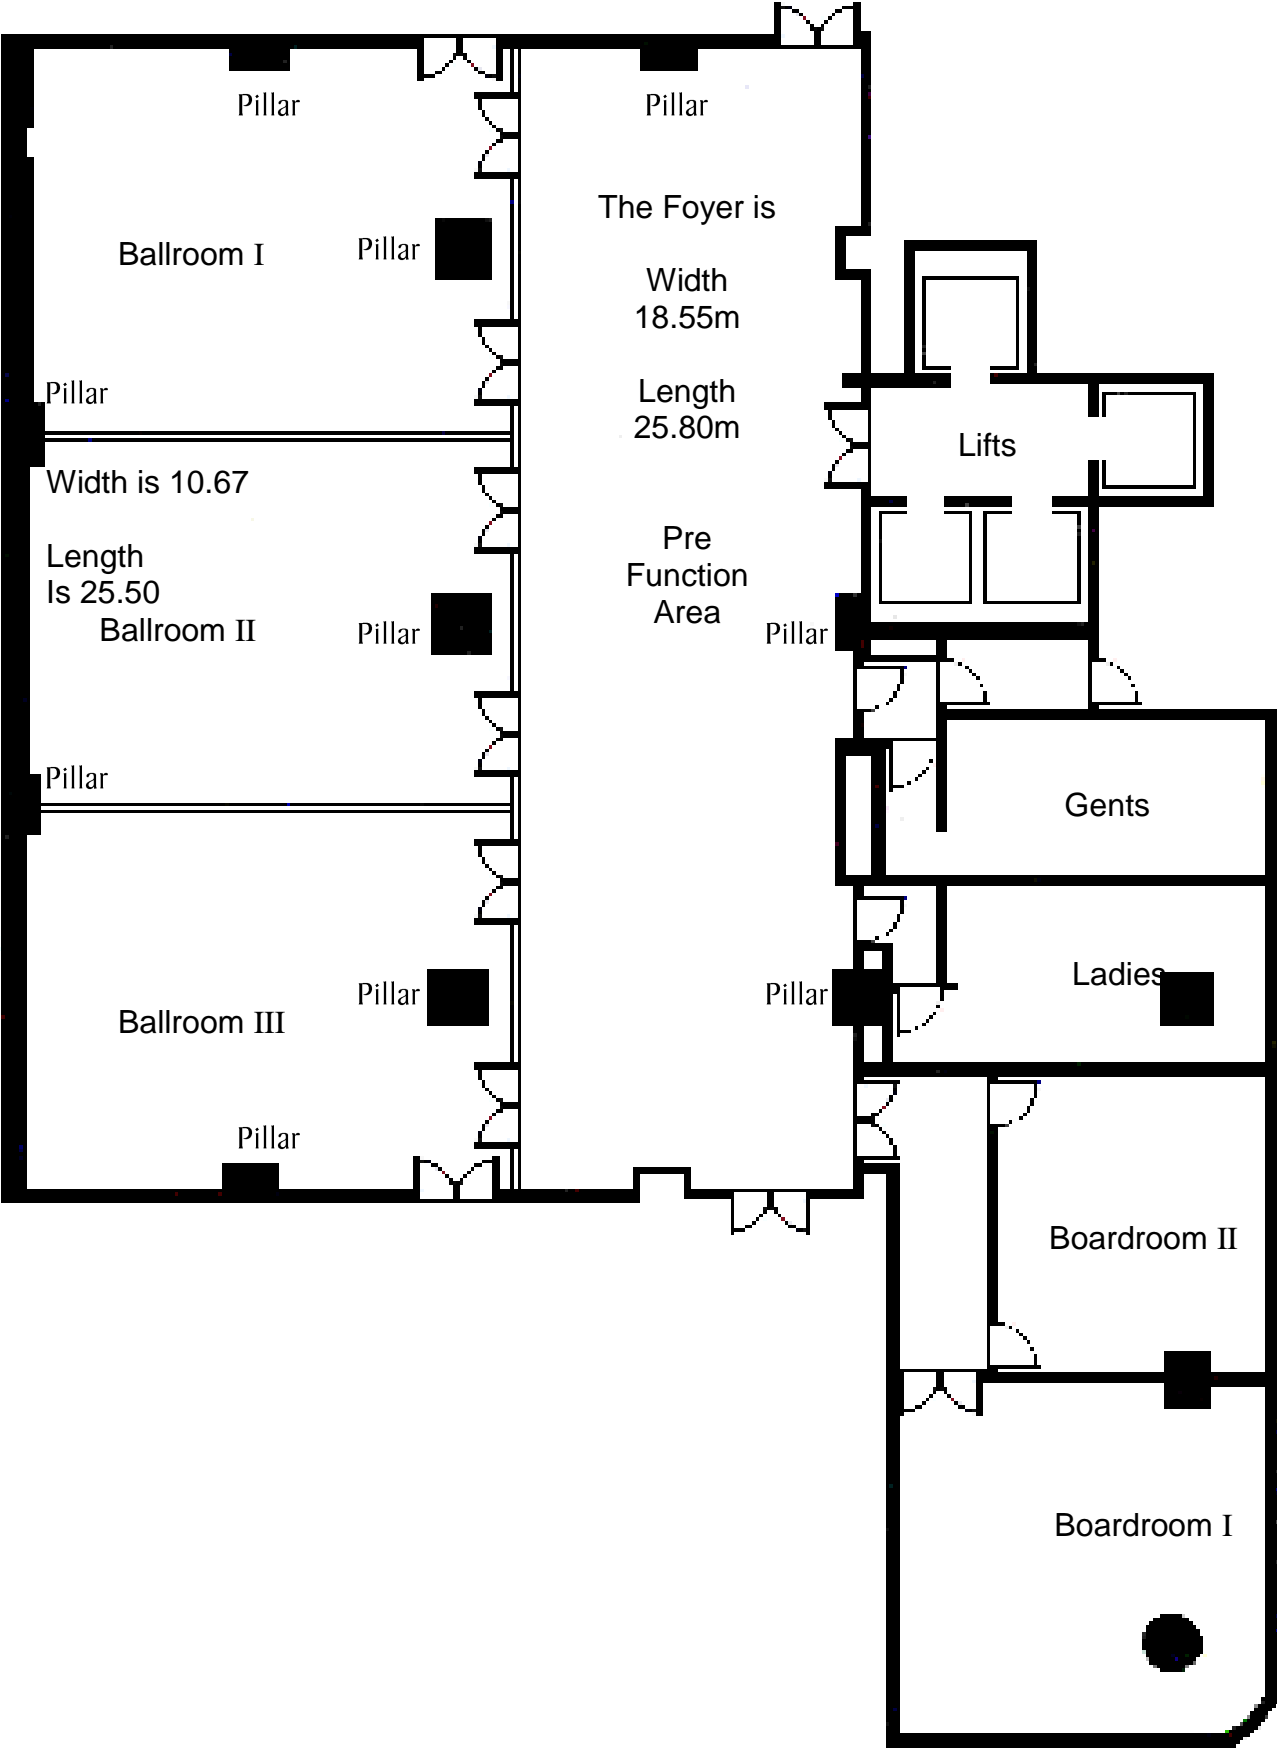 Pillar
Pillar
The Foyer is
Ballroom I
Pillar
Width
18.55m
Pillar
Length
25.80m
Lifts
Width is 10.67
Length
Is 25.50
Ballroom II
Pillar
Pre
Function
Area
Pillar
Pillar
Gents
Ballroom III
Pillar
Pillar
Ladies
Pillar
Boardroom II
Boardroom I